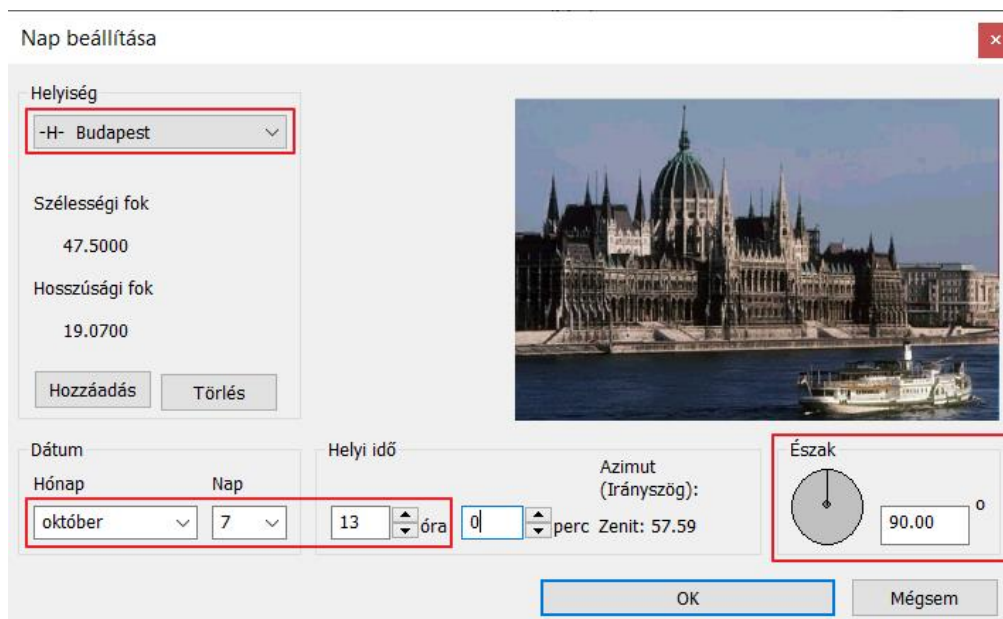 Nap beállítása
×
Helyiség
-H- Budapest
Szélességi fok
47.5000
Hosszúsági fok
19.0700
Hozzáadás
Törlés
Dátum
Hónap
Nap
október
7
Helyi idő
13
óra
0
perc
Azimut
(Irányszög):
Zenit: 57.59
Észak
90.00
o
OK
Mégsem